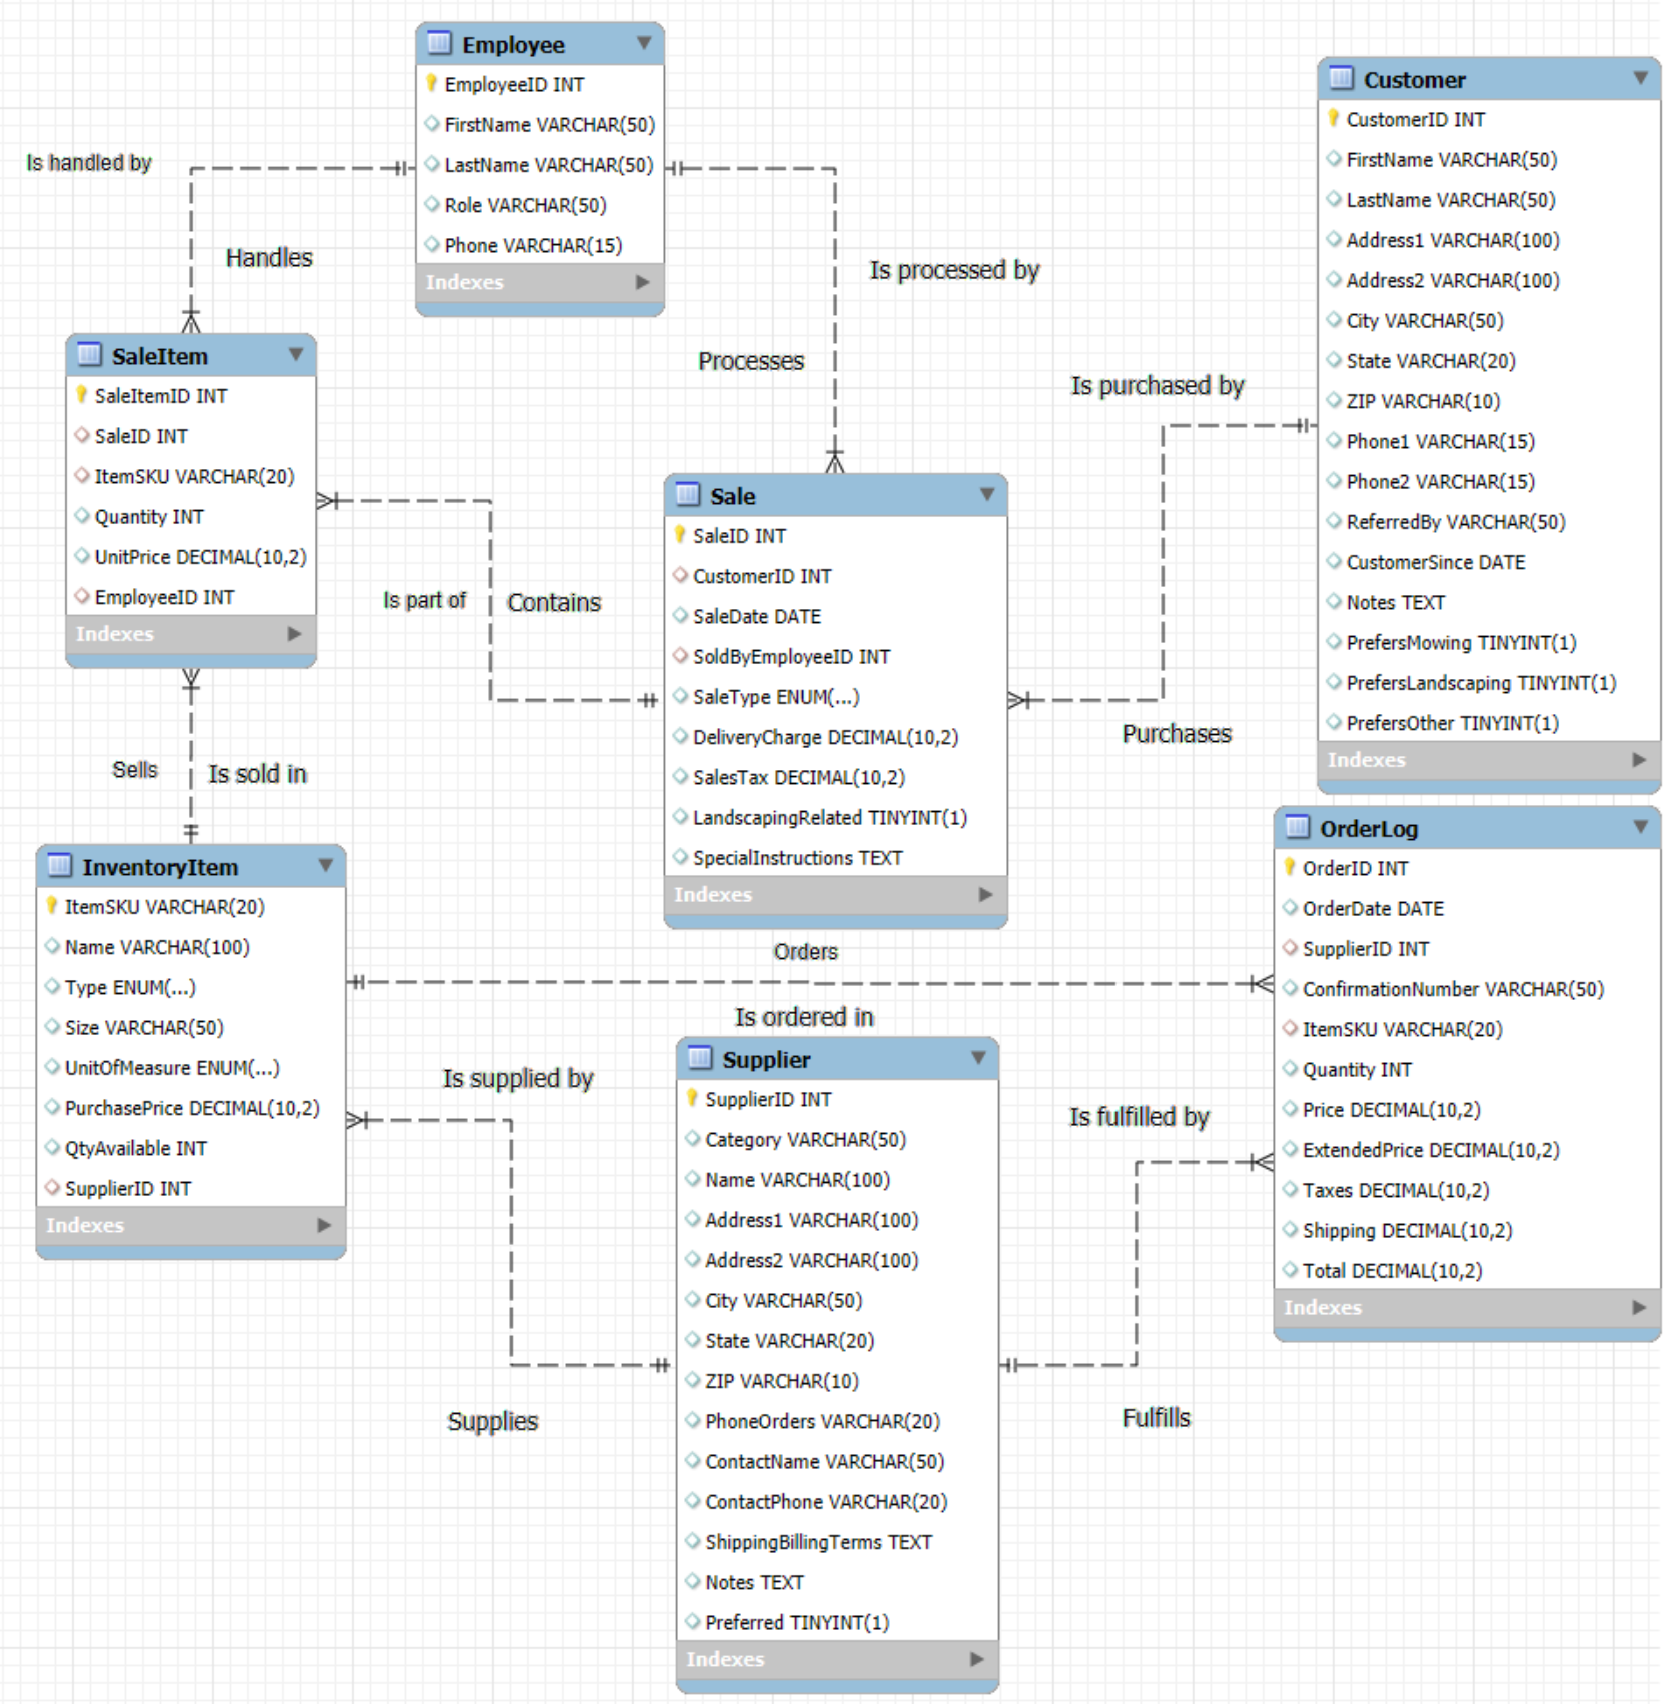 Employee
EmployeeID INT
FirstName VARCHAR(50)
LastName VARCHAR(50)
Role VARCHAR(50)
Phone VARCHAR(15)
Indexes
Customer
CustomerID INT
FirstName VARCHAR(50)
LastName VARCHAR(50)
Address1 VARCHAR(100)
Address2 VARCHAR(100)
City VARCHAR(50)
State VARCHAR(20)
ZIP VARCHAR(10)
Phone1 VARCHAR(15)
Phone2 VARCHAR(15)
ReferredBy VARCHAR(50)
CustomerSince DATE
Notes TEXT
PrefersMowing TINYINT(1)
PrefersLandscaping TINYINT(1)
PrefersOther TINYINT(1)
Indexes
Is handled by
Handles
Is processed by
Processes
Is purchased by
Purchases
SaleItem
SaleItemID INT
SaleID INT
ItemSKU VARCHAR(20)
Quantity INT
UnitPrice DECIMAL(10,2)
EmployeeID INT
Indexes
Is part of
Contains
Sale
SaleID INT
CustomerID INT
SaleDate DATE
SoldByEmployeeID INT
SaleType ENUM(...)
DeliveryCharge DECIMAL(10,2)
SalesTax DECIMAL(10,2)
LandscapingRelated TINYINT(1)
SpecialInstructions TEXT
Indexes
Sells
Is sold in
InventoryItem
ItemSKU VARCHAR(20)
Name VARCHAR(100)
Type ENUM(...)
Size VARCHAR(50)
UnitOfMeasure ENUM(...)
PurchasePrice DECIMAL(10,2)
QtyAvailable INT
SupplierID INT
Indexes
Orders
Is ordered in
OrderLog
OrderID INT
OrderDate DATE
SupplierID INT
ConfirmationNumber VARCHAR(50)
ItemSKU VARCHAR(20)
Quantity INT
Price DECIMAL(10,2)
ExtendedPrice DECIMAL(10,2)
Taxes DECIMAL(10,2)
Shipping DECIMAL(10,2)
Total DECIMAL(10,2)
Indexes
Is supplied by
Supplies
Supplier
SupplierID INT
Category VARCHAR(50)
Name VARCHAR(100)
Address1 VARCHAR(100)
Address2 VARCHAR(100)
City VARCHAR(50)
State VARCHAR(20)
ZIP VARCHAR(10)
PhoneOrders VARCHAR(20)
ContactName VARCHAR(50)
ContactPhone VARCHAR(20)
ShippingBillingTerms TEXT
Notes TEXT
Preferred TINYINT(1)
Indexes
Is fulfilled by
Fulfills